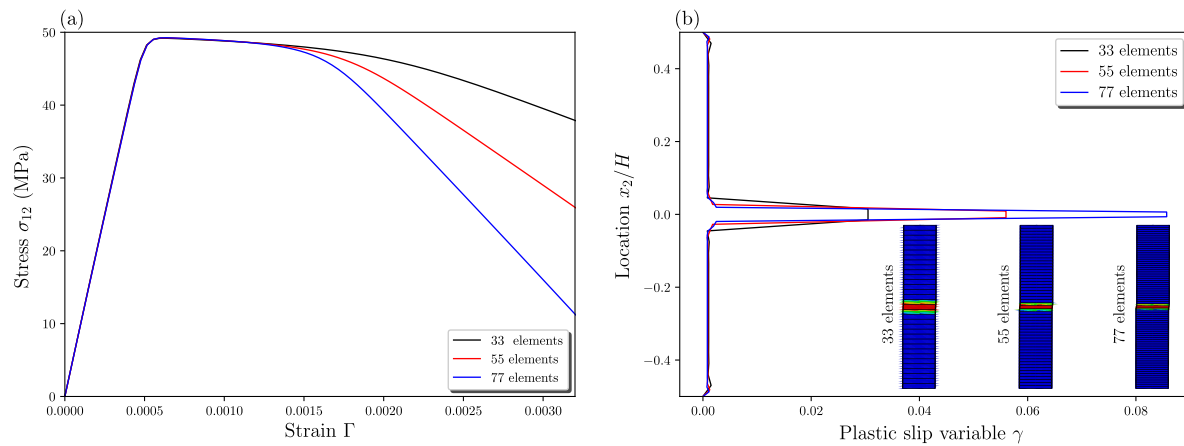 (a)
50
40
30
20
10
0
Stress σ12 (MPa)
0.0000
0.0005
0.0010
0.0015
0.0020
0.0025
0.0030
Strain Γ
33 elements
55 elements
77 elements
(b)
0.4
0.2
0.0
−0.2
−0.4
Location x2/H
0.00
0.02
0.04
0.06
0.08
Plastic slip variable γ
33 elements
55 elements
77 elements
33 elements
55 elements
77 elements